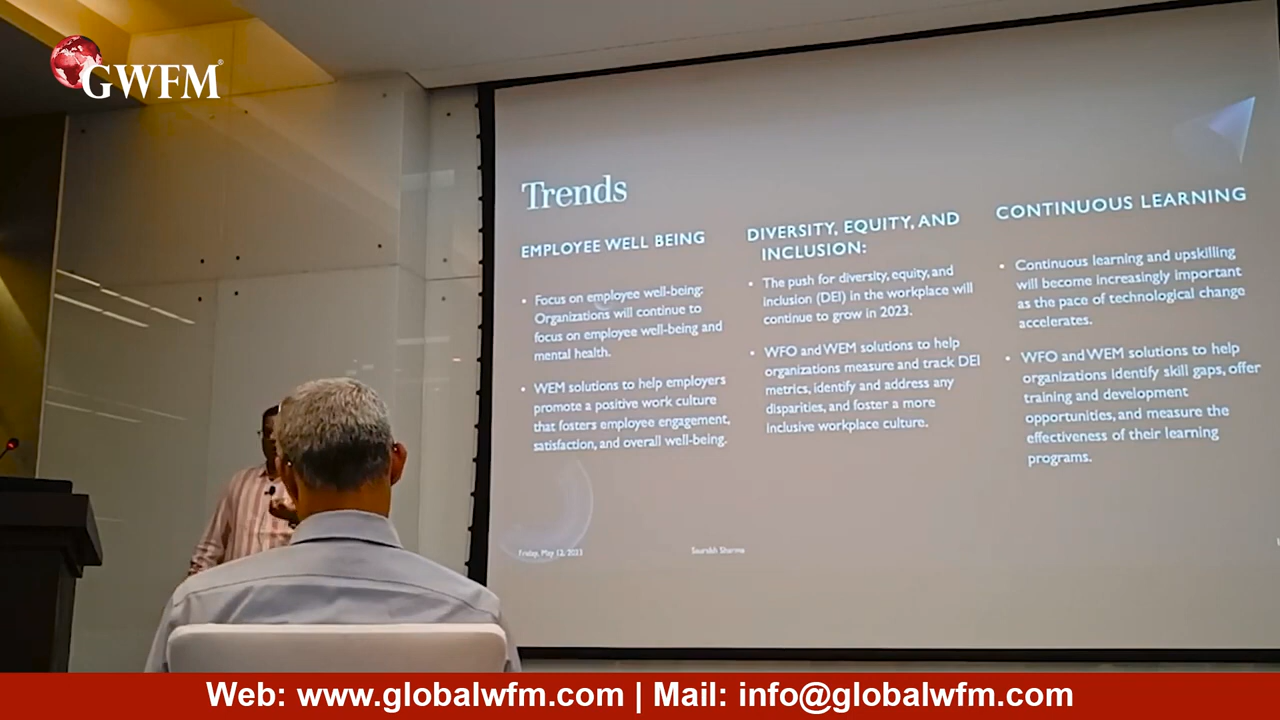 GWFM®
Trends
EMPLOYEE WELL BEING
• Focus on employee well-being:
Organizations will continue to
focus on employee well-being and
mental health.
• WEM solutions to help employers
promote a positive work culture
that fosters employee engagement,
satisfaction, and overall well-being.
DIVERSITY, EQUITY, AND
INCLUSION:
• The push for diversity, equity, and
inclusion (DEI) in the workplace will
continue to grow in 2023.
• WFO and WEM solutions to help
organizations measure and track DEI
metrics, identify and address any
disparities, and foster a more
inclusive workplace culture.
CONTINUOUS LEARNING
• Continuous learning and upskilling
will become increasingly important
as the pace of technological change
accelerates.
• WFO and WEM solutions to help
organizations identify skill gaps, offer
training and development
opportunities, and measure the
effectiveness of their learning
programs.
Friday, May 12, 2023
Saurabh Sharma
Web: www.globalwfm.com | Mail: info@globalwfm.com